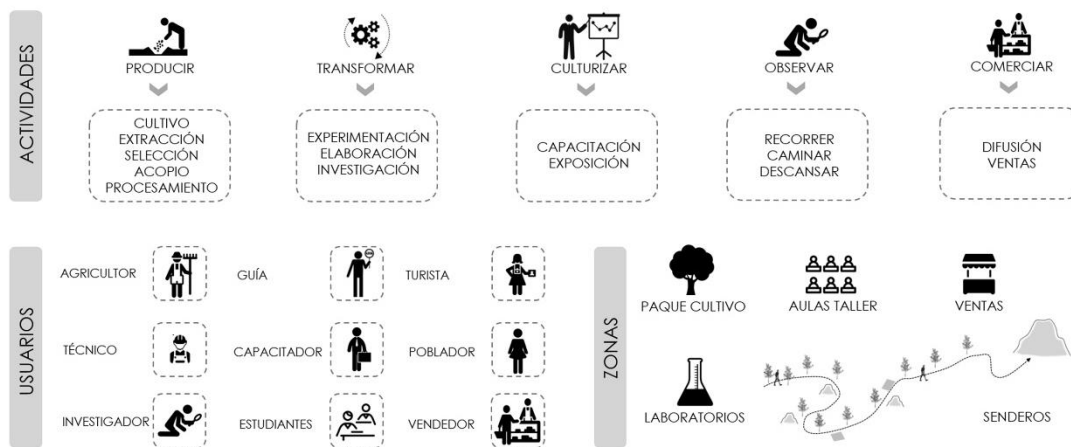 ACTIVIDADES
PRODUCIR
TRANSFORMAR
CULTURIZAR
OBSERVAR
COMERCIAR
CULTIVO
EXTRACCIÓN
SELECCIÓN
ACOPIO
PROCESAMIENTO
EXPERIMENTACIÓN
ELABORACIÓN
INVESTIGACIÓN
CAPACITACIÓN
EXPOSICIÓN
RECORRER
CAMINAR
DESCANSAR
DIFUSIÓN
VENTAS
USUARIOS
AGRICULTOR
GUÍA
TURISTA
TÉCNICO
CAPACITADOR
POBLADOR
INVESTIGADOR
ESTUDIANTES
VENDEDOR
ZONAS
PAQUE CULTIVO
AULAS TALLER
VENTAS
LABORATORIOS
SENDEROS